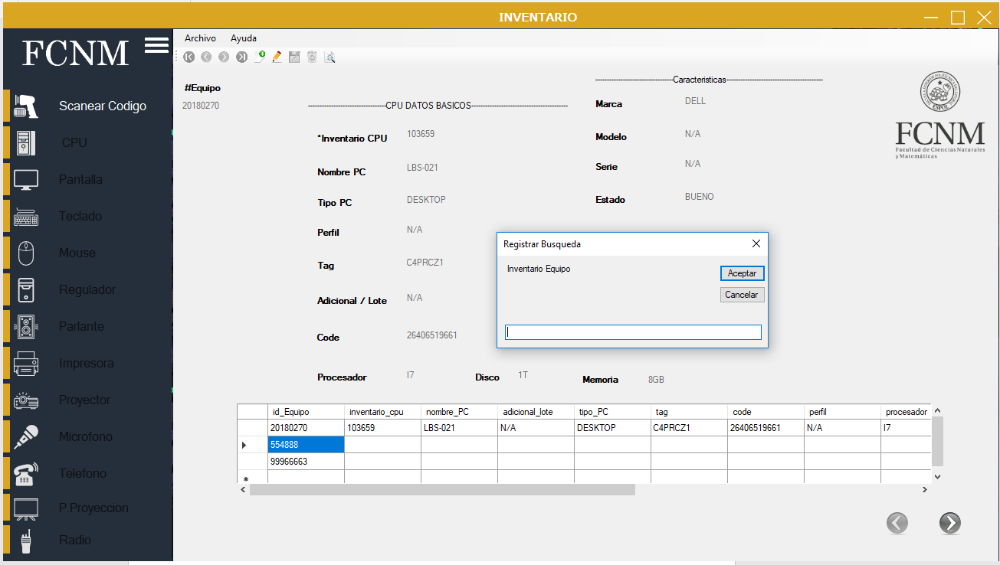 INVENTARIO
FCNM
Archivo Ayuda
Scanear Codigo
CPU
Pantalla
Teclado
Mouse
Regulador
Parlante
Impresora
Proyector
Microfono
Telefono
P.Proyeccion
Radio
#Equipo
20180270
CPU DATOS BASICOS
*Inventario CPU 103659
Nombre PC LBS-021
Tipo PC DESKTOP
Perfil N/A
Tag C4PRCZ1
Adicional / Lote N/A
Code 26406519661
Procesador I7 Disco 1T Memoria 8GB
Caracteristicas
Marca DELL
Modelo N/A
Serie N/A
Estado BUENO
ESPOL
FCNM
Facultad de Ciencias Naturales
y Matemáticas
Registrar Busqueda
Inventario Equipo
Aceptar
Cancelar
id_Equipo inventario_cpu nombre_PC adicional_lote tipo_PC tag code perfil procesador
20180270 103659 LBS-021 N/A DESKTOP C4PRCZ1 26406519661 N/A I7
554888
99966663